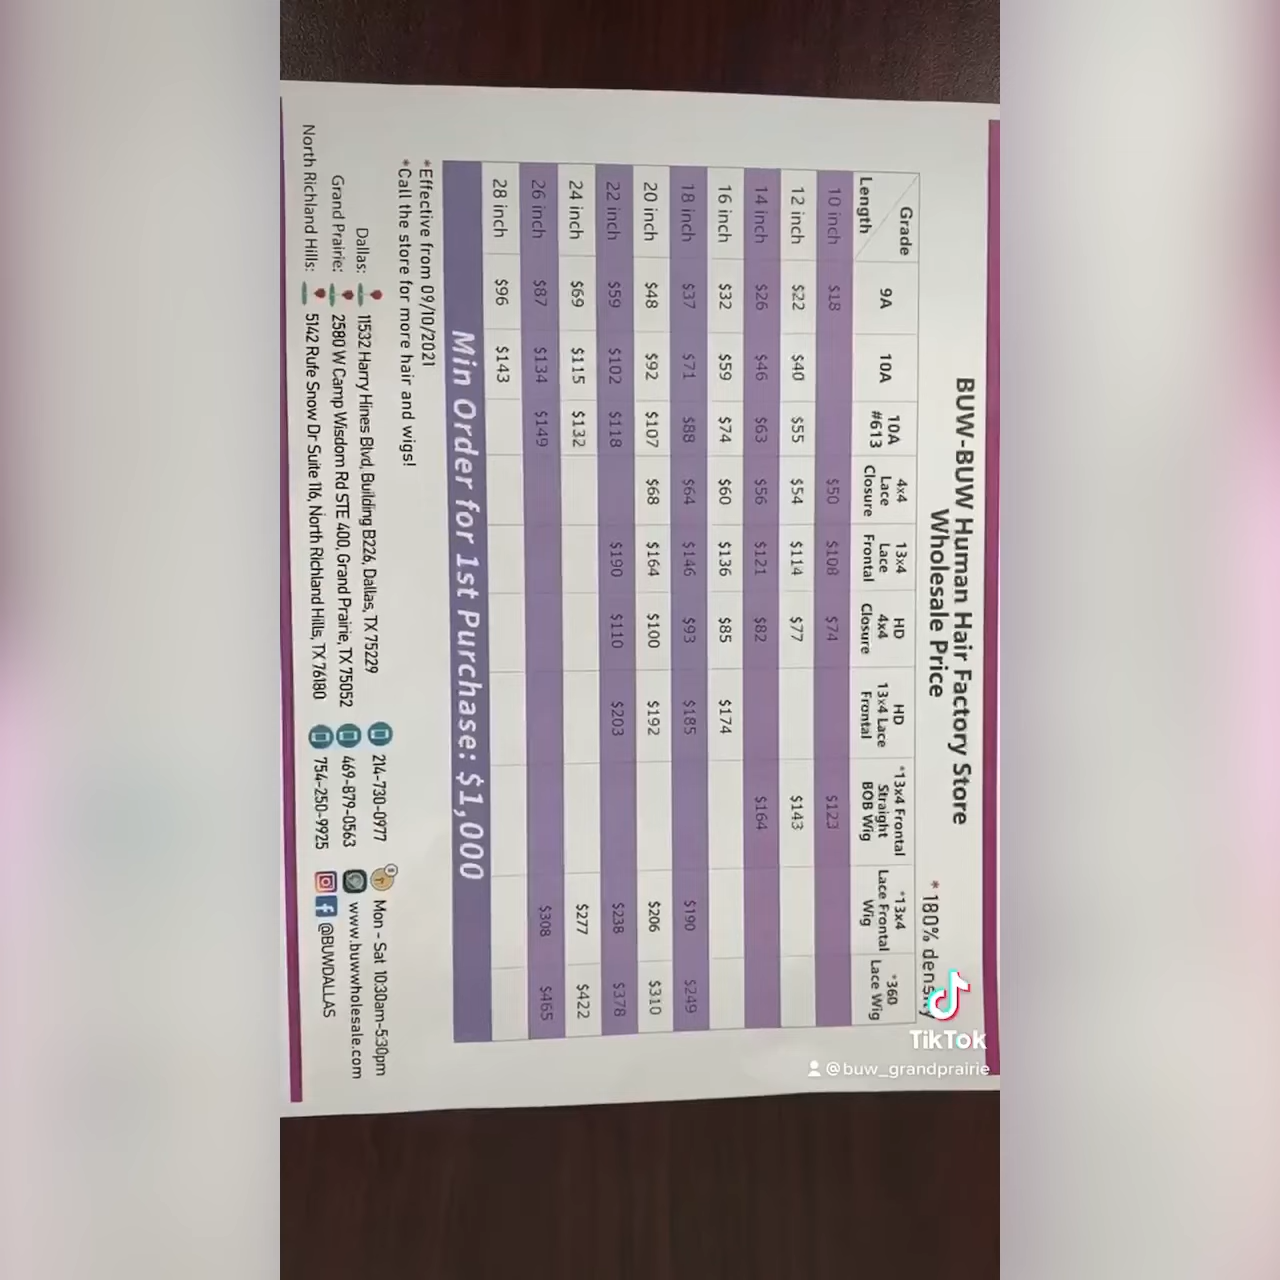 BUW-BUW Human Hair Factory Store
Wholesale Price
*180% density
Grade Length 9A 10A 10A #613 4x4 Lace Closure 13x4 Lace Frontal HD 4x4 Closure HD 13x4 Lace Frontal *13x4 Frontal Straight BOB Wig *13x4 Lace Frontal Wig *360 Lace Wig
10 inch $18 $50 $108 $74 $123
12 inch $22 $40 $55 $54 $114 $77 $143
14 inch $26 $46 $63 $56 $121 $82 $164
16 inch $32 $59 $74 $60 $136 $85 $174
18 inch $37 $71 $88 $64 $146 $93 $185 $190 $249
20 inch $48 $92 $107 $68 $164 $100 $192 $206 $310
22 inch $59 $102 $118 $190 $110 $203 $238 $378
24 inch $69 $115 $132 $277 $422
26 inch $87 $134 $149 $308 $465
28 inch $96 $143
Min Order for 1st Purchase: $1,000
*Effective from 09/10/2021
*Call the store for more hair and wigs!
Dallas: 11532 Harry Hines Blvd, Building B226, Dallas, TX 75229 214-730-0977 Mon - Sat 10:30am-5:30pm
Grand Prairie: 2580 W Camp Wisdom Rd STE 400, Grand Prairie, TX 75052 469-879-0563 www.buwwholesale.com
North Richland Hills: 5142 Rufe Snow Dr Suite 116, North Richland Hills, TX 76180 754-250-9925 @BUWDALLAS
TikTok
@buw_grandprairie